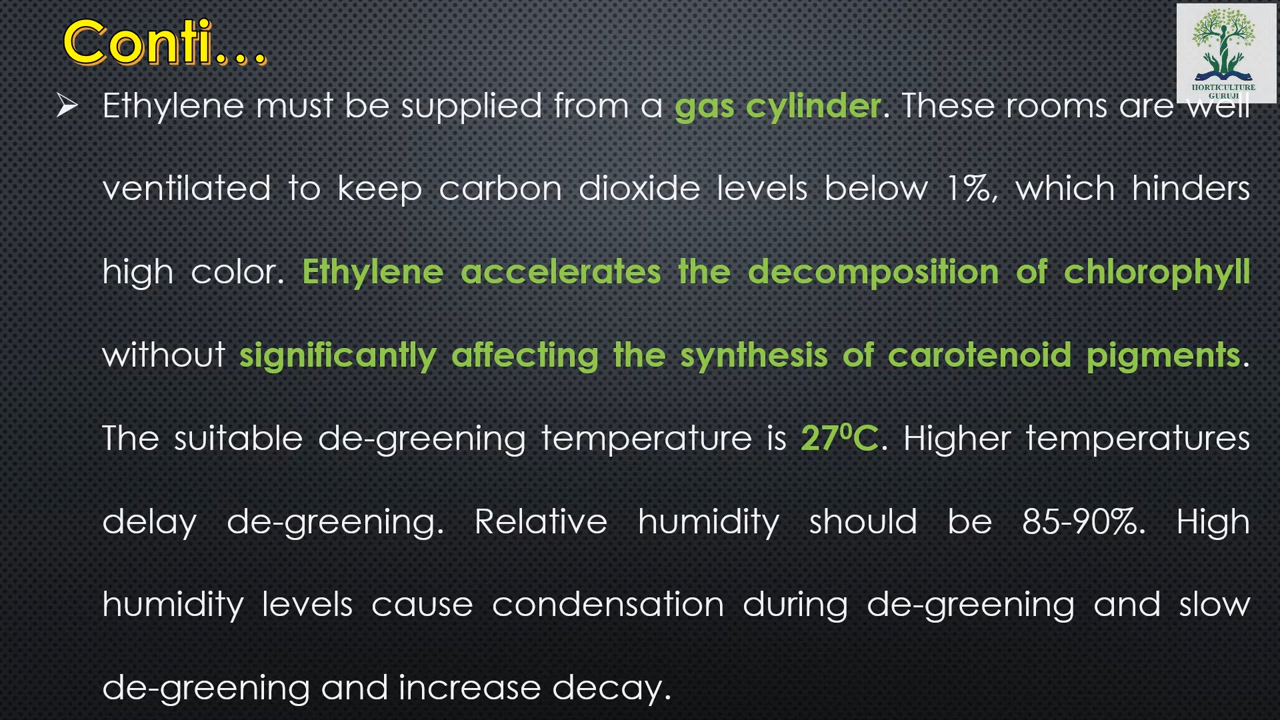 Conti...
HORTICULTURE
GURUJI
➢ Ethylene must be supplied from a gas cylinder. These rooms are well
ventilated to keep carbon dioxide levels below 1%, which hinders
high color. Ethylene accelerates the decomposition of chlorophyll
without significantly affecting the synthesis of carotenoid pigments.
The suitable de-greening temperature is 27⁰C. Higher temperatures
delay de-greening. Relative humidity should be 85-90%. High
humidity levels cause condensation during de-greening and slow
de-greening and increase decay.